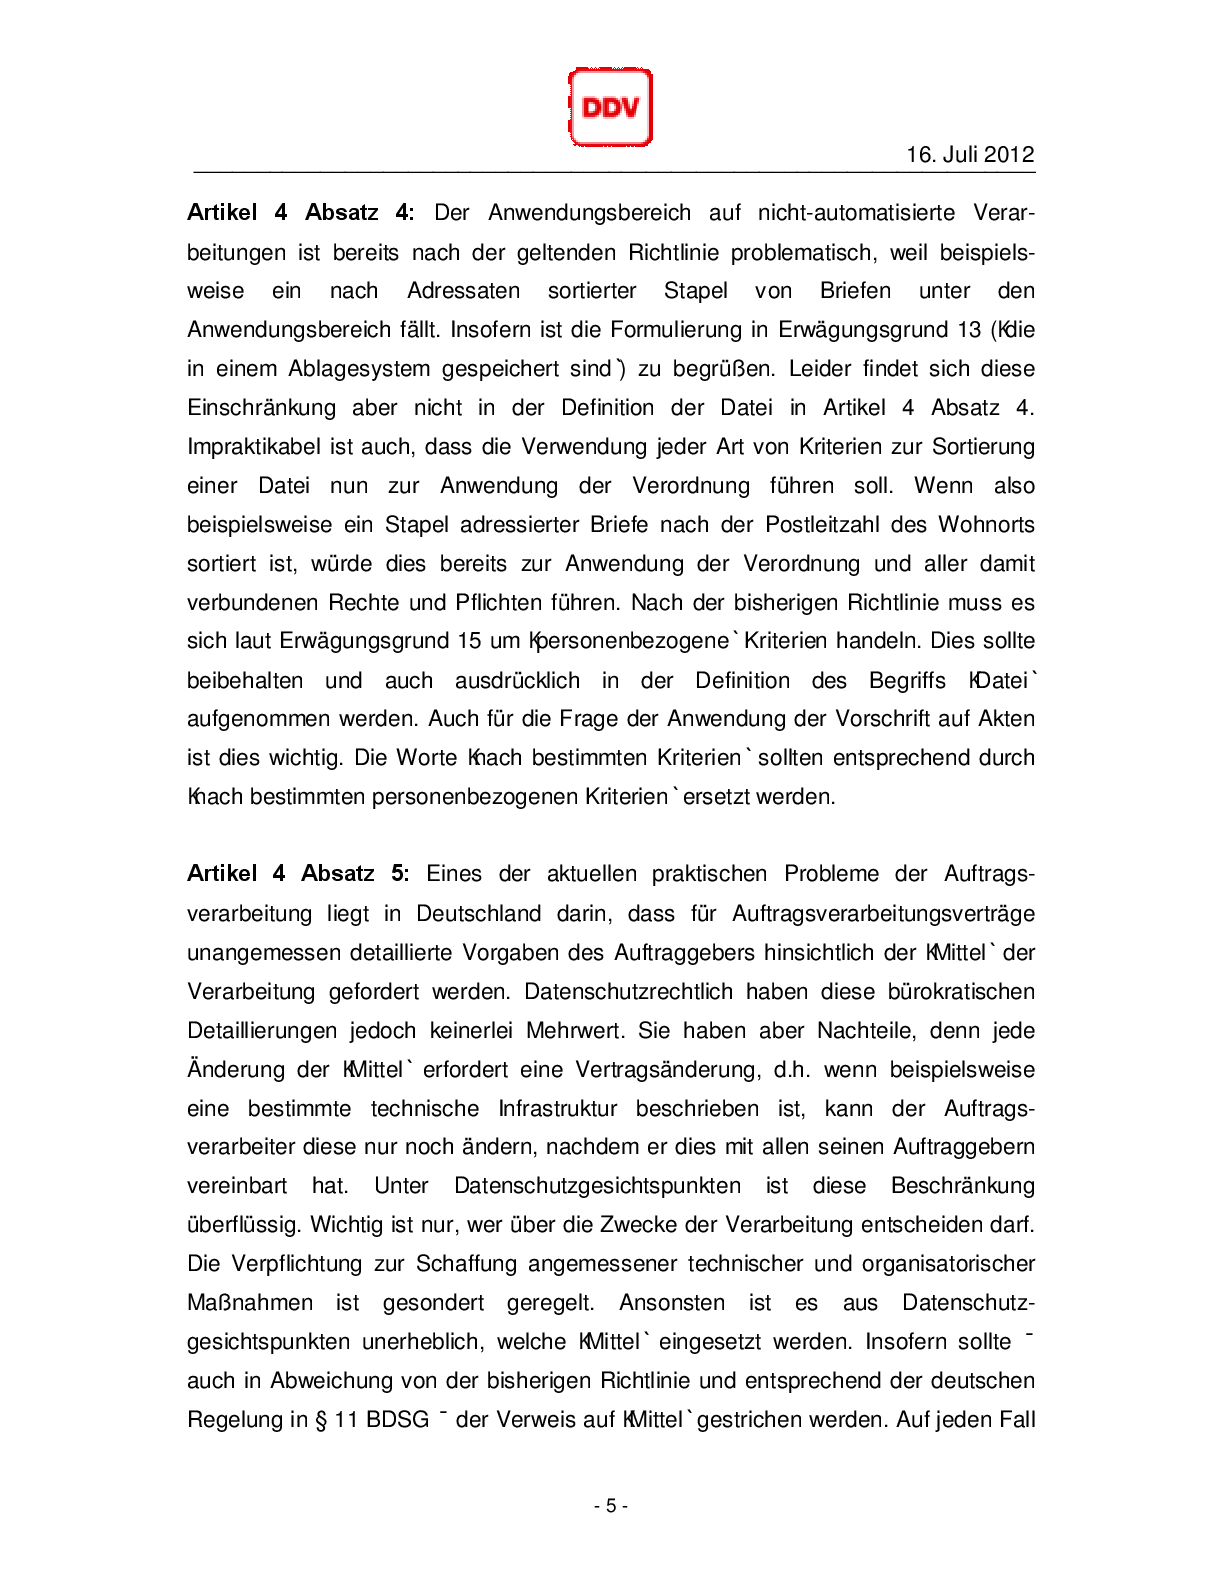 DDV
16. Juli 2012
Artikel 4 Absatz 4: Der Anwendungsbereich auf nicht-automatisierte Verar-
beitungen ist bereits nach der geltenden Richtlinie problematisch, weil beispiels-
weise ein nach Adressaten sortierter Stapel von Briefen unter den
Anwendungsbereich fällt. Insofern ist die Formulierung in Erwägungsgrund 13 (Kdie
in einem Ablagesystem gespeichert sind`) zu begrüßen. Leider findet sich diese
Einschränkung aber nicht in der Definition der Datei in Artikel 4 Absatz 4.
Impraktikabel ist auch, dass die Verwendung jeder Art von Kriterien zur Sortierung
einer Datei nun zur Anwendung der Verordnung führen soll. Wenn also
beispielsweise ein Stapel adressierter Briefe nach der Postleitzahl des Wohnorts
sortiert ist, würde dies bereits zur Anwendung der Verordnung und aller damit
verbundenen Rechte und Pflichten führen. Nach der bisherigen Richtlinie muss es
sich laut Erwägungsgrund 15 um Kpersonenbezogene` Kriterien handeln. Dies sollte
beibehalten und auch ausdrücklich in der Definition des Begriffs KDatei`
aufgenommen werden. Auch für die Frage der Anwendung der Vorschrift auf Akten
ist dies wichtig. Die Worte Knach bestimmten Kriterien` sollten entsprechend durch
Knach bestimmten personenbezogenen Kriterien` ersetzt werden.
Artikel 4 Absatz 5: Eines der aktuellen praktischen Probleme der Auftrags-
verarbeitung liegt in Deutschland darin, dass für Auftragsverarbeitungsverträge
unangemessen detaillierte Vorgaben des Auftraggebers hinsichtlich der KMittel` der
Verarbeitung gefordert werden. Datenschutzrechtlich haben diese bürokratischen
Detaillierungen jedoch keinerlei Mehrwert. Sie haben aber Nachteile, denn jede
Änderung der KMittel` erfordert eine Vertragsänderung, d.h. wenn beispielsweise
eine bestimmte technische Infrastruktur beschrieben ist, kann der Auftrags-
verarbeiter diese nur noch ändern, nachdem er dies mit allen seinen Auftraggebern
vereinbart hat. Unter Datenschutzgesichtspunkten ist diese Beschränkung
überflüssig. Wichtig ist nur, wer über die Zwecke der Verarbeitung entscheiden darf.
Die Verpflichtung zur Schaffung angemessener technischer und organisatorischer
Maßnahmen ist gesondert geregelt. Ansonsten ist es aus Datenschutz-
gesichtspunkten unerheblich, welche KMittel` eingesetzt werden. Insofern sollte ¯
auch in Abweichung von der bisherigen Richtlinie und entsprechend der deutschen
Regelung in § 11 BDSG ¯ der Verweis auf KMittel` gestrichen werden. Auf jeden Fall
- 5 -